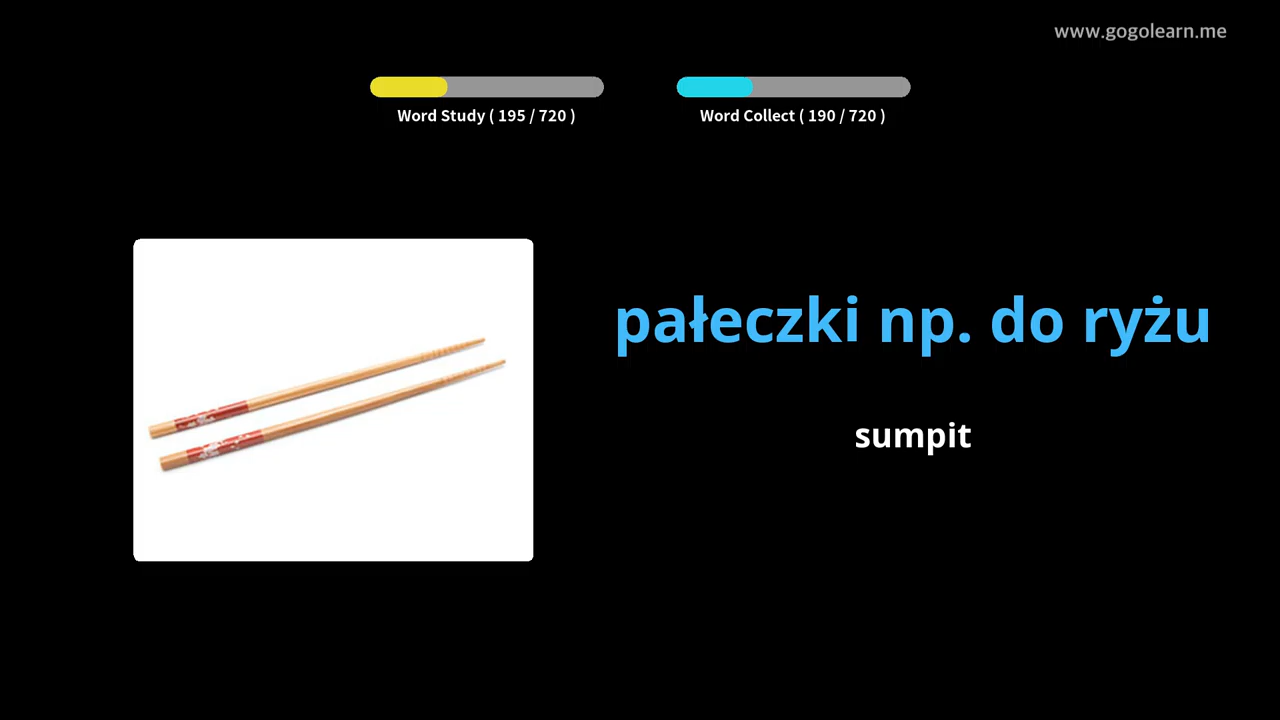 www.gogolearn.me
Word Study ( 195 / 720 )
Word Collect ( 190 / 720 )
pałeczki np. do ryżu
sumpit